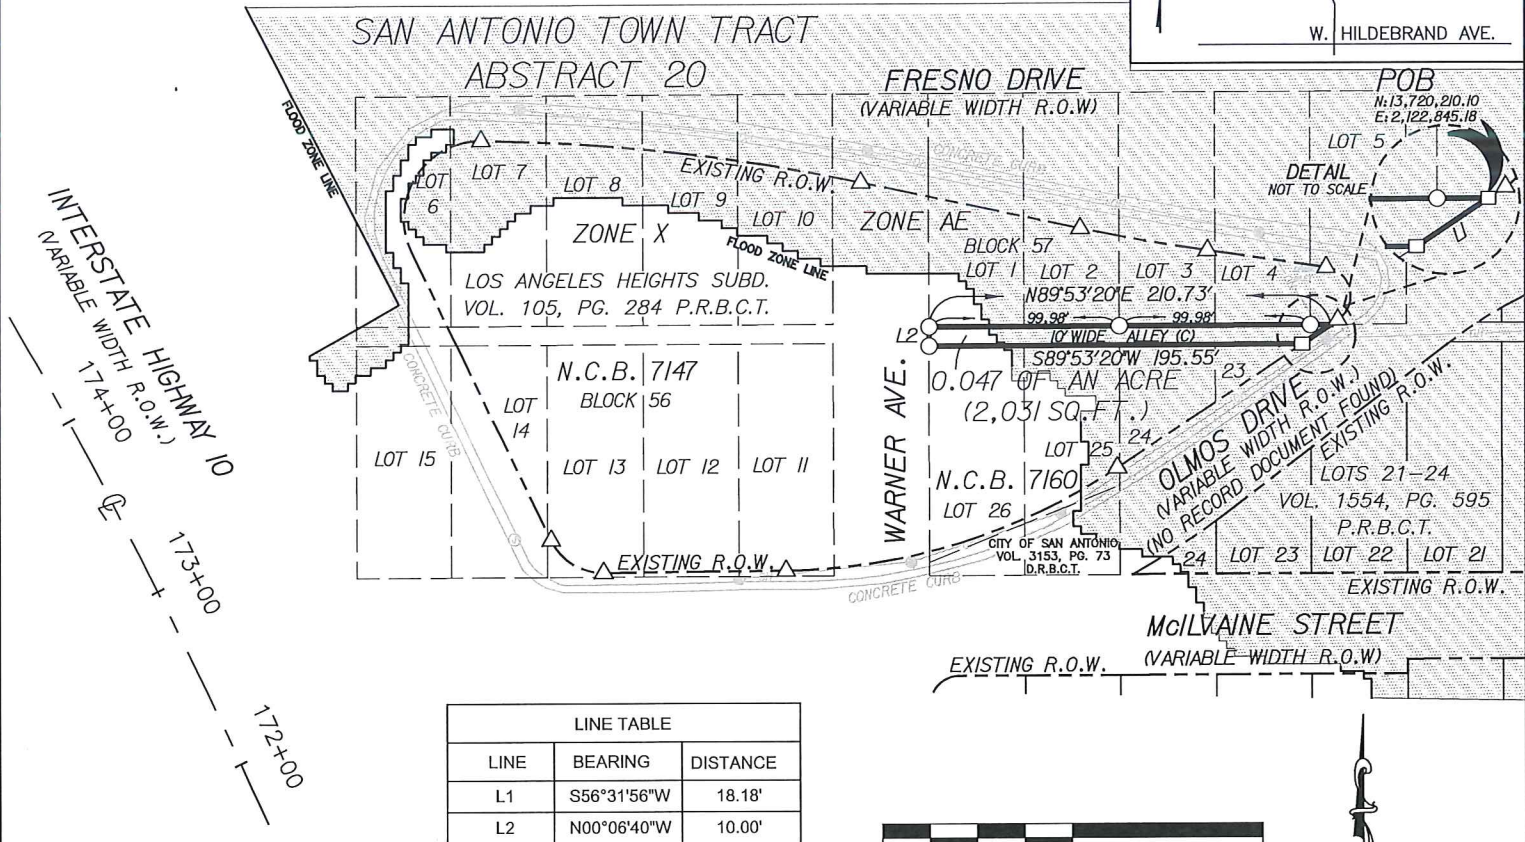 W. HILDEBRAND AVE.
SAN ANTONIO TOWN TRACT
ABSTRACT 20
FRESNO DRIVE
(VARIABLE WIDTH R.O.W)
POB
N:13,720,210.10
E:2,122,845.18
FLOOD ZONE LINE
LOT 5
DETAIL
NOT TO SCALE
CONCRETE CURB
LOT 7
LOT 8
LOT 9
LOT 10
LOT
6
EXISTING R.O.W.
ZONE AE
ZONE X
FLOOD ZONE LINE
BLOCK 57
LOT 1
LOT 2
LOT 3
LOT 4
L1
INTERSTATE HIGHWAY 10
(VARIABLE WIDTH R.O.W.)
LOS ANGELES HEIGHTS SUBD.
VOL. 105, PG. 284 P.R.B.C.T.
N89°53'20"E 210.73'
99.98'
99.98'
L2
10' WIDE ALLEY (C)
S89°53'20"W 195.55'
0.047 OF AN ACRE
(2,031 SQ.FT.)
174+00
173+00
172+00
CONCRETE CURB
N.C.B. 7147
BLOCK 56
LOT
14
LOT 15
LOT 13
LOT 12
LOT 11
WARNER AVE.
23
24
LOT 25
N.C.B. 7160
LOT 26
OLMOS DRIVE
(VARIABLE WIDTH R.O.W.)
(NO RECORD DOCUMENT FOUND)
EXISTING R.O.W.
LOTS 21-24
VOL. 1554, PG. 595
P.R.B.C.T.
CITY OF SAN ANTONIO
VOL. 3153, PG. 73
D.R.B.C.T.
24
LOT 23
LOT 22
LOT 21
EXISTING R.O.W.
CONCRETE CURB
EXISTING R.O.W.
McILVAINE STREET
(VARIABLE WIDTH R.O.W)
EXISTING R.O.W.
LINE TABLE
LINE BEARING DISTANCE
L1 S56°31'56"W 18.18'
L2 N00°06'40"W 10.00'